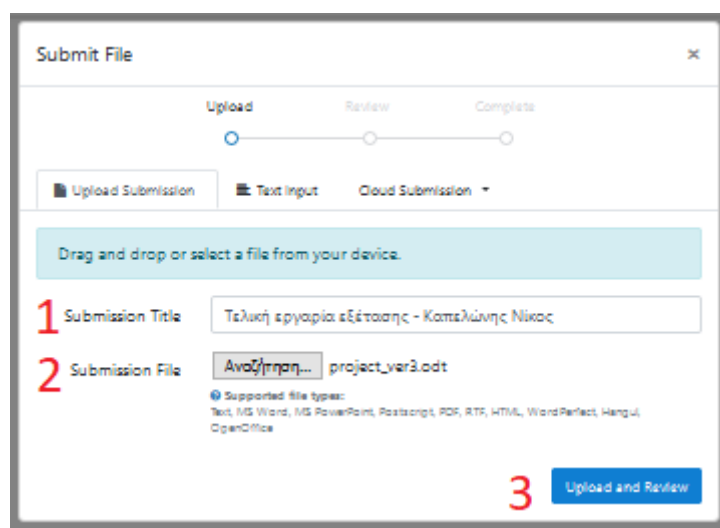 Submit File ×
Upload Review Complete
Upload Submission Text Input Cloud Submission
Drag and drop or select a file from your device.
1 Submission Title Τελική εργαρία εξέτασης - Καπελώνης Νίκος
2 Submission File Αναζήτηση... project_ver3.odt
Supported file types:
Text, MS Word, MS PowerPoint, Postscript, PDF, RTF, HTML, WordPerfect, Hangul,
OpenOffice
3 Upload and Review